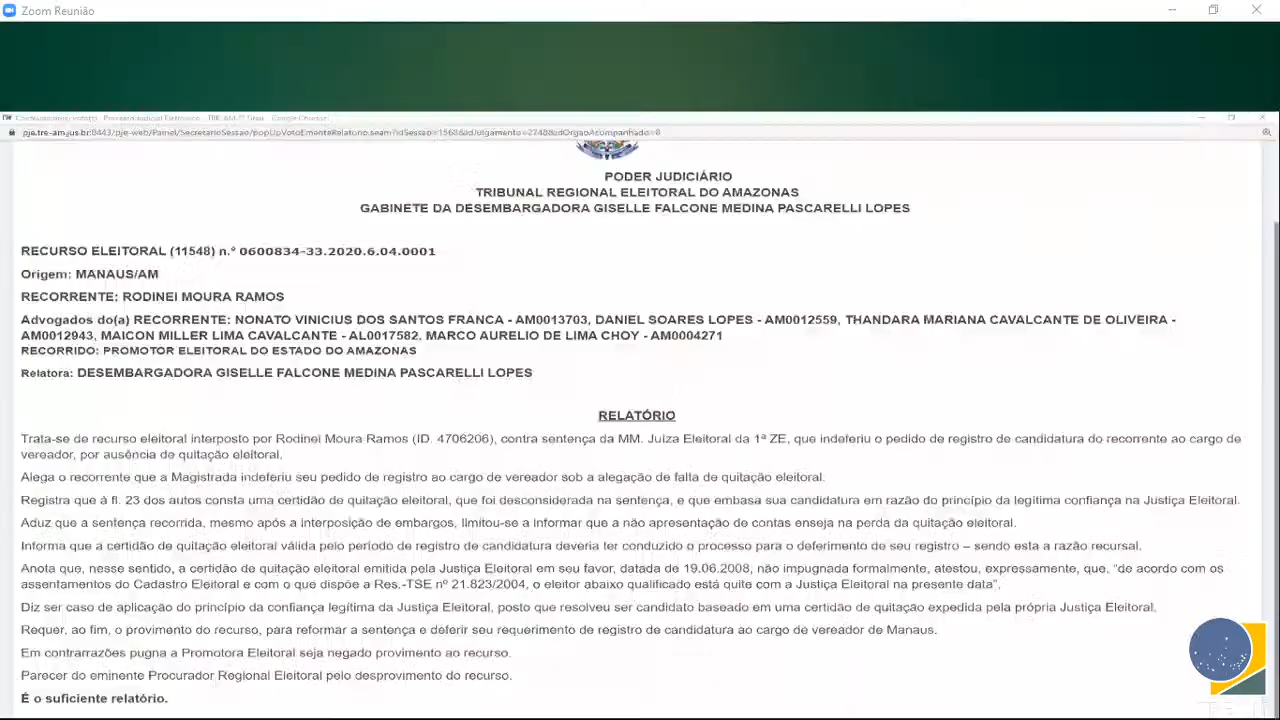 Zoom Reunião
pje.tre-am.jus.br:8443/pje-web/Painel/SecretarioSessao/popUpVotoEmentaRelatorio.seam?idSessao=1568&idJulgamento=2748&idOrgaoAcompanhado=8
PODER JUDICIÁRIO
TRIBUNAL REGIONAL ELEITORAL DO AMAZONAS
GABINETE DA DESEMBARGADORA GISELLE FALCONE MEDINA PASCARELLI LOPES
RECURSO ELEITORAL (11548) n.º 0600834-33.2020.6.04.0001
Origem: MANAUS/AM
RECORRENTE: RODINEI MOURA RAMOS
Advogados do(a) RECORRENTE: NONATO VINICIUS DOS SANTOS FRANCA - AM0013703, DANIEL SOARES LOPES - AM0012559, THANDARA MARIANA CAVALCANTE DE OLIVEIRA -
AM0012943, MAICON MILLER LIMA CAVALCANTE - AL0017582, MARCO AURELIO DE LIMA CHOY - AM0004271
RECORRIDO: PROMOTOR ELEITORAL DO ESTADO DO AMAZONAS
Relatora: DESEMBARGADORA GISELLE FALCONE MEDINA PASCARELLI LOPES
RELATÓRIO
Trata-se de recurso eleitoral interposto por Rodinei Moura Ramos (ID. 4706206), contra sentença da MM. Juíza Eleitoral da 1ª ZE, que indeferiu o pedido de registro de candidatura do recorrente ao cargo de
vereador, por ausência de quitação eleitoral.
Alega o recorrente que a Magistrada indeferiu seu pedido de registro ao cargo de vereador sob a alegação de falta de quitação eleitoral.
Registra que à fl. 23 dos autos consta uma certidão de quitação eleitoral, que foi desconsiderada na sentença, e que embasa sua candidatura em razão do princípio da legítima confiança na Justiça Eleitoral.
Aduz que a sentença recorrida, mesmo após a interposição de embargos, limitou-se a informar que a não apresentação de contas enseja na perda da quitação eleitoral.
Informa que a certidão de quitação eleitoral válida pelo período de registro de candidatura deveria ter conduzido o processo para o deferimento de seu registro – sendo esta a razão recursal.
Anota que, nesse sentido, a certidão de quitação eleitoral emitida pela Justiça Eleitoral em seu favor, datada de 19.06.2008, não impugnada formalmente, atestou, expressamente, que, “de acordo com os
assentamentos do Cadastro Eleitoral e com o que dispõe a Res.-TSE nº 21.823/2004, o eleitor abaixo qualificado está quite com a Justiça Eleitoral na presente data”.
Diz ser caso de aplicação do princípio da confiança legítima da Justiça Eleitoral, posto que resolveu ser candidato baseado em uma certidão de quitação expedida pela própria Justiça Eleitoral.
Requer, ao fim, o provimento do recurso, para reformar a sentença e deferir seu requerimento de registro de candidatura ao cargo de vereador de Manaus.
Em contrarrazões pugna a Promotora Eleitoral seja negado provimento ao recurso.
Parecer do eminente Procurador Regional Eleitoral pelo desprovimento do recurso.
É o suficiente relatório.